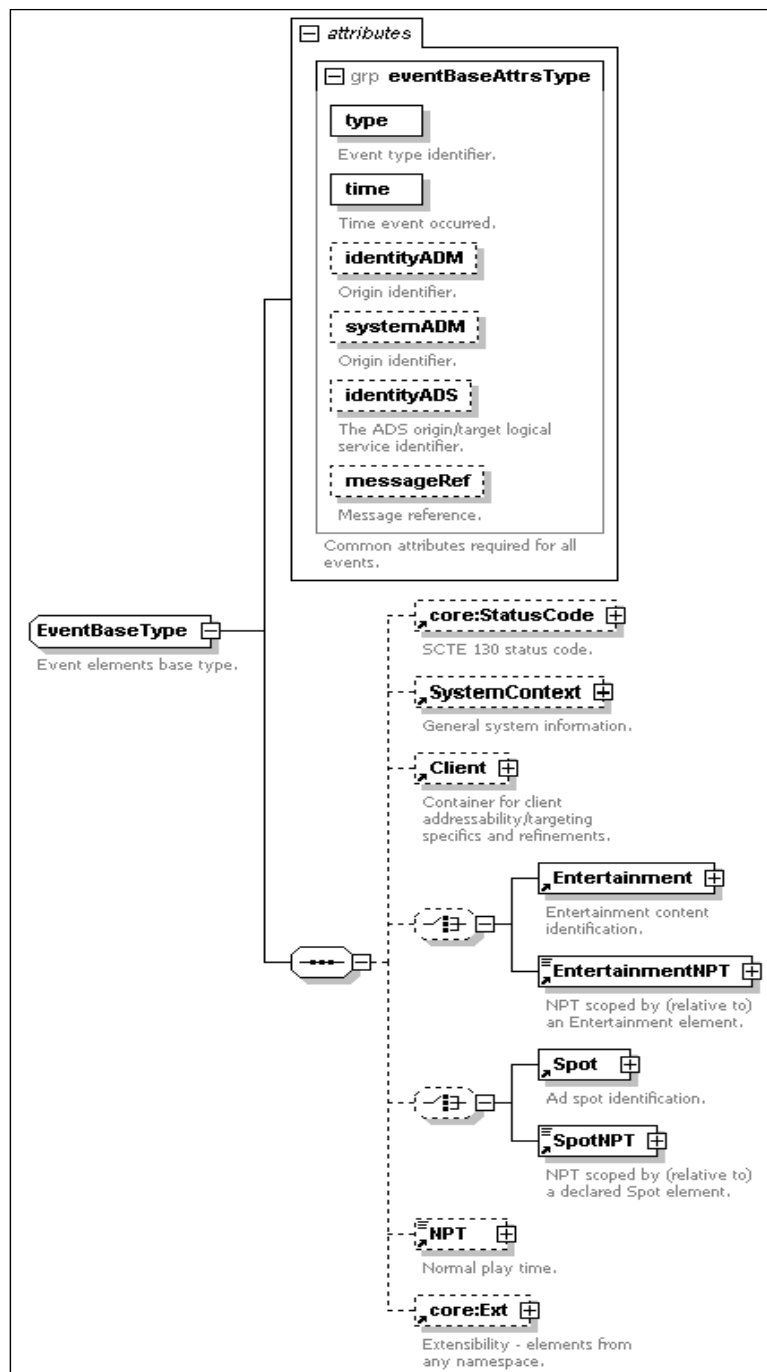 attributes
grp eventBaseAttrsType
type
Event type identifier.
time
Time event occurred.
identityADM
Origin identifier.
systemADM
Origin identifier.
identityADS
The ADS origin/target logical
service identifier.
messageRef
Message reference.
Common attributes required for all
events.
EventBaseType
Event elements base type.
core:StatusCode
SCTE 130 status code.
SystemContext
General system information.
Client
Container for client
addressability/targeting
specifics and refinements.
Entertainment
Entertainment content
identification.
EntertainmentNPT
NPT scoped by (relative to)
an Entertainment element.
Spot
Ad spot identification.
SpotNPT
NPT scoped by (relative to)
a declared Spot element.
NPT
Normal play time.
core:Ext
Extensibility - elements from
any namespace.